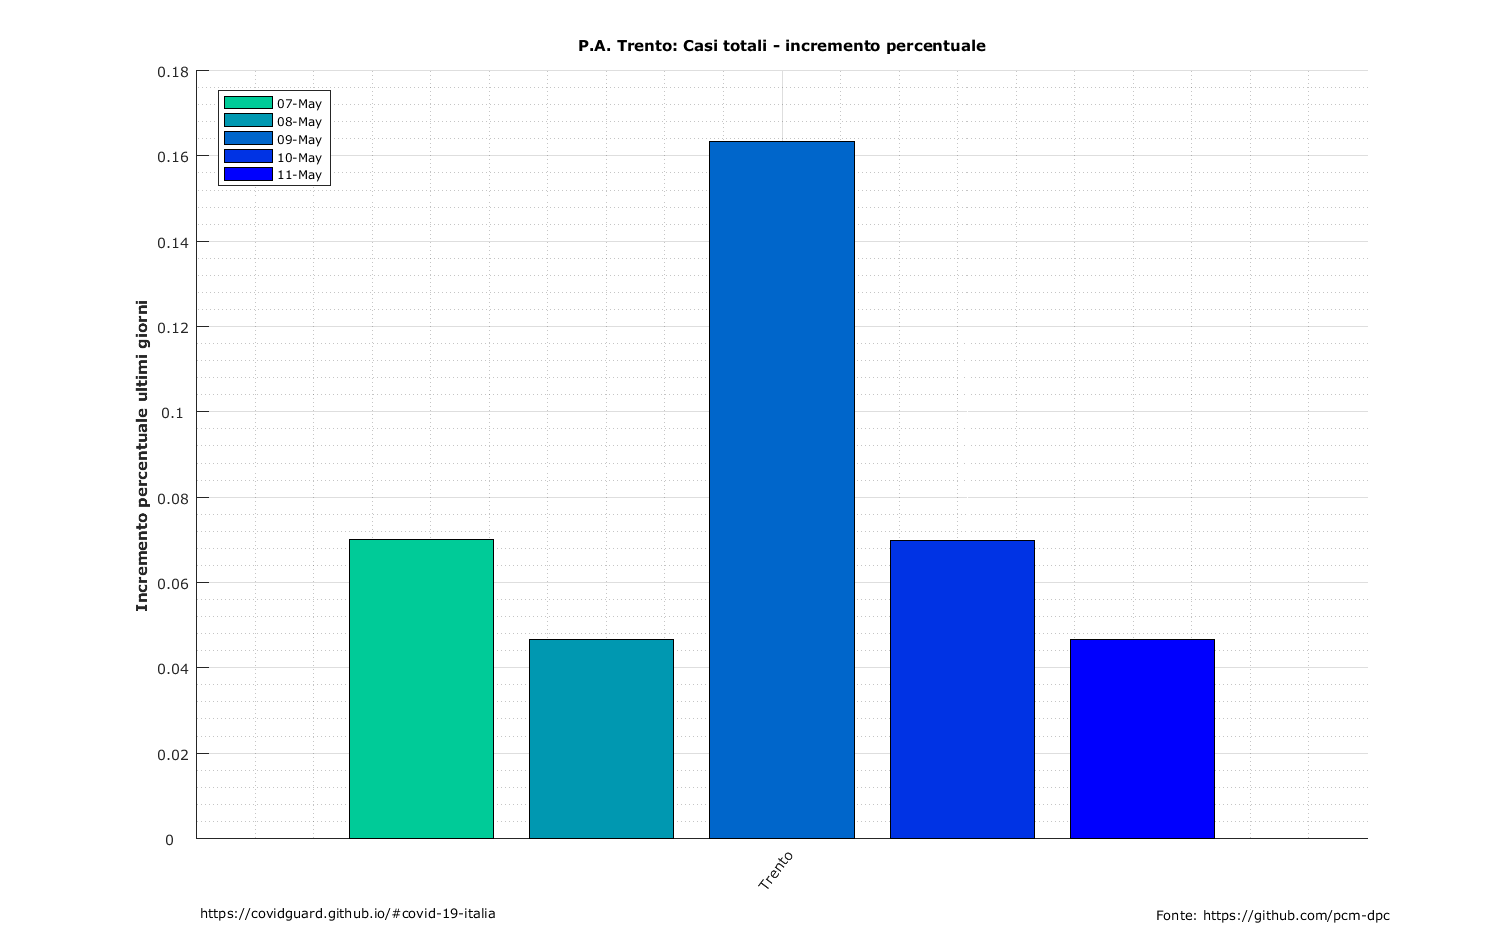 P.A. Trento: Casi totali - incremento percentuale
0.18
0.16
0.14
0.12
0.1
0.08
0.06
0.04
0.02
0
Incremento percentuale ultimi giorni
07-May
08-May
09-May
10-May
11-May
Trento
https://covidguard.github.io/#covid-19-italia
Fonte: https://github.com/pcm-dpc